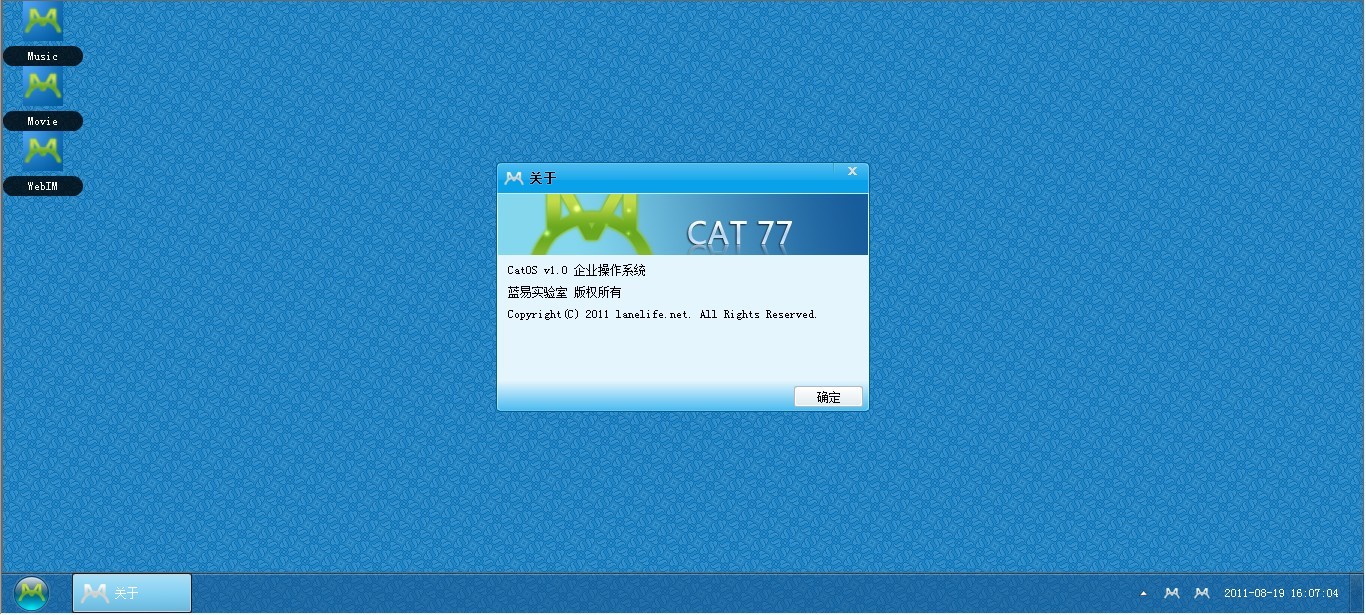 Music
Movie
WebIM
关于
CAT 77
CatOS v1.0 企业操作系统
蓝易实验室 版权所有
Copyright(C) 2011 lanelife.net. All Rights Reserved.
确定
关于
2011-08-19 16:07:04